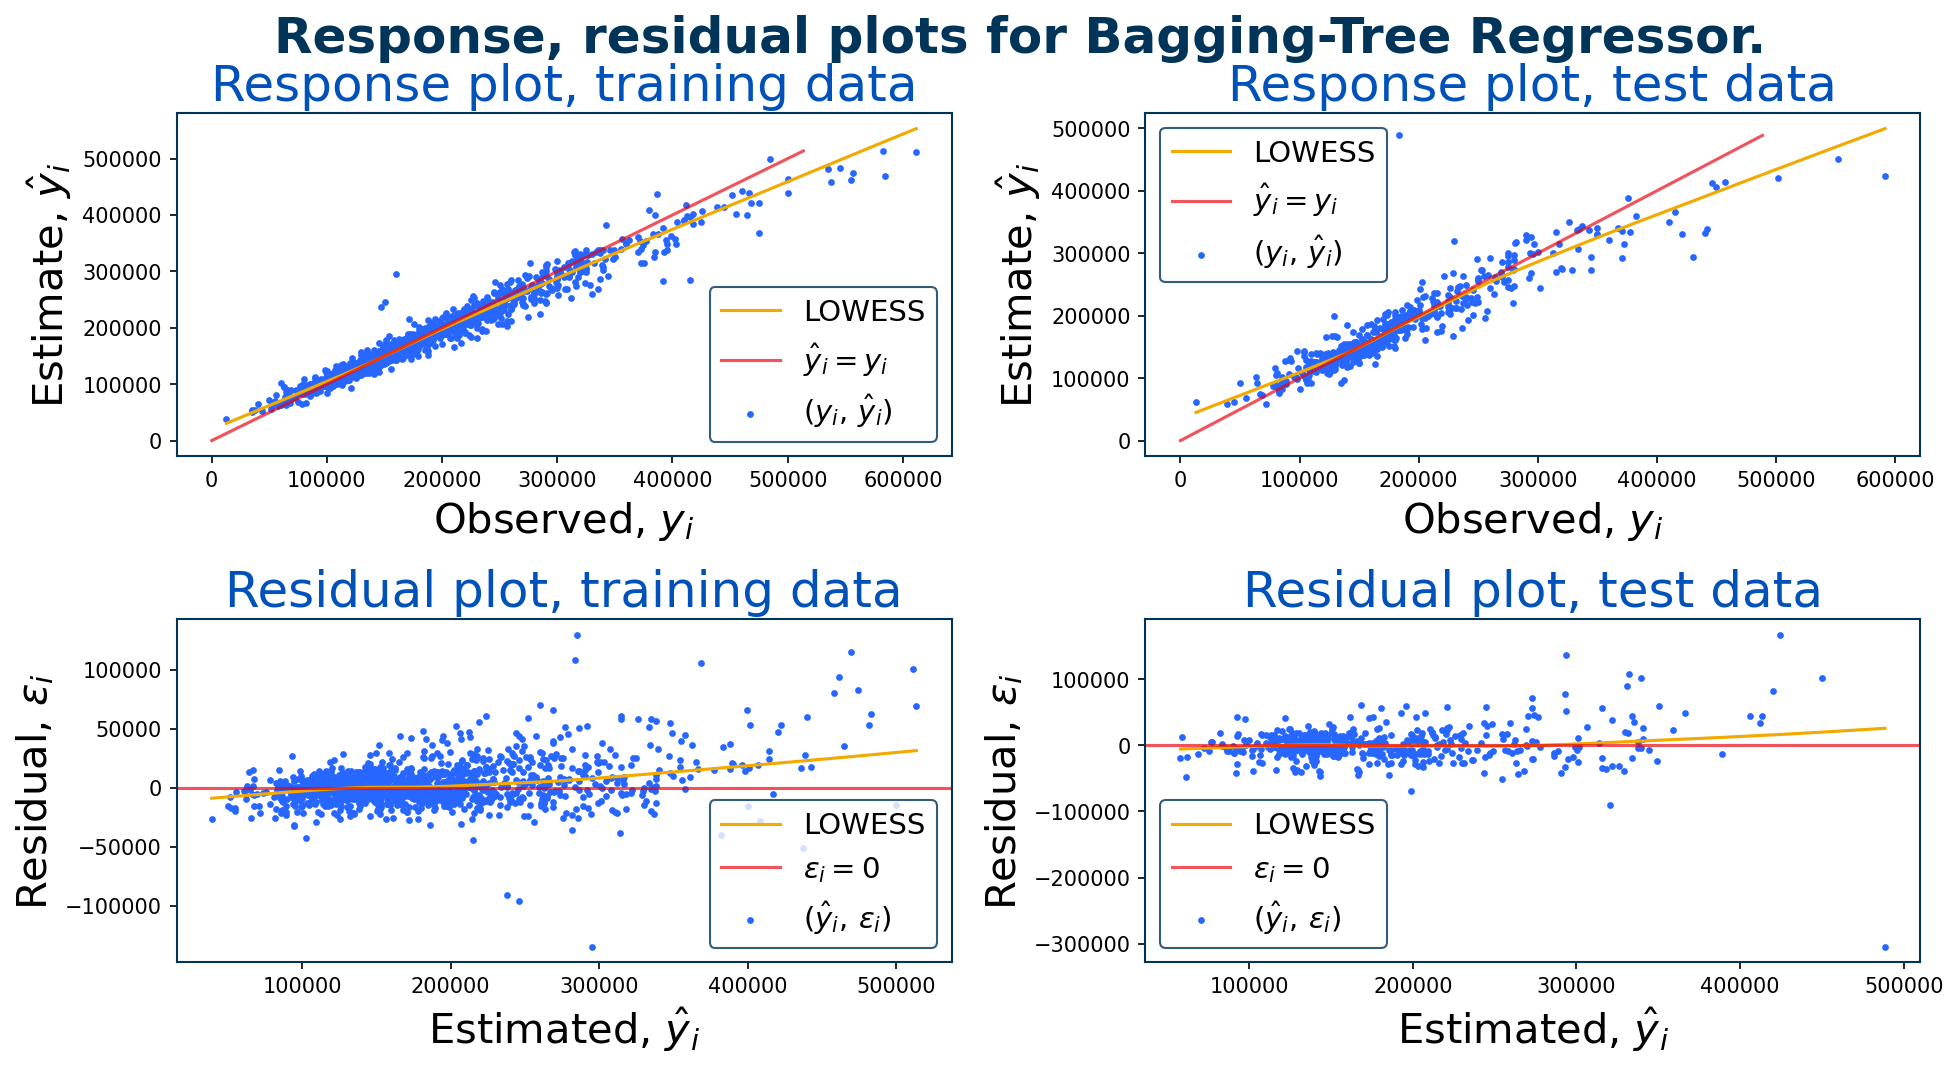 Response, residual plots for Bagging-Tree Regressor.
Response plot, training data
Estimate, ŷᵢ
500000
400000
300000
200000
100000
0
LOWESS
ŷᵢ = yᵢ
(yᵢ, ŷᵢ)
0 100000 200000 300000 400000 500000 600000
Observed, yᵢ
Response plot, test data
Estimate, ŷᵢ
500000
400000
300000
200000
100000
0
LOWESS
ŷᵢ = yᵢ
(yᵢ, ŷᵢ)
0 100000 200000 300000 400000 500000 600000
Observed, yᵢ
Residual plot, training data
Residual, εᵢ
100000
50000
0
−50000
−100000
LOWESS
εᵢ = 0
(ŷᵢ, εᵢ)
100000 200000 300000 400000 500000
Estimated, ŷᵢ
Residual plot, test data
Residual, εᵢ
100000
0
−100000
−200000
−300000
LOWESS
εᵢ = 0
(ŷᵢ, εᵢ)
100000 200000 300000 400000 500000
Estimated, ŷᵢ